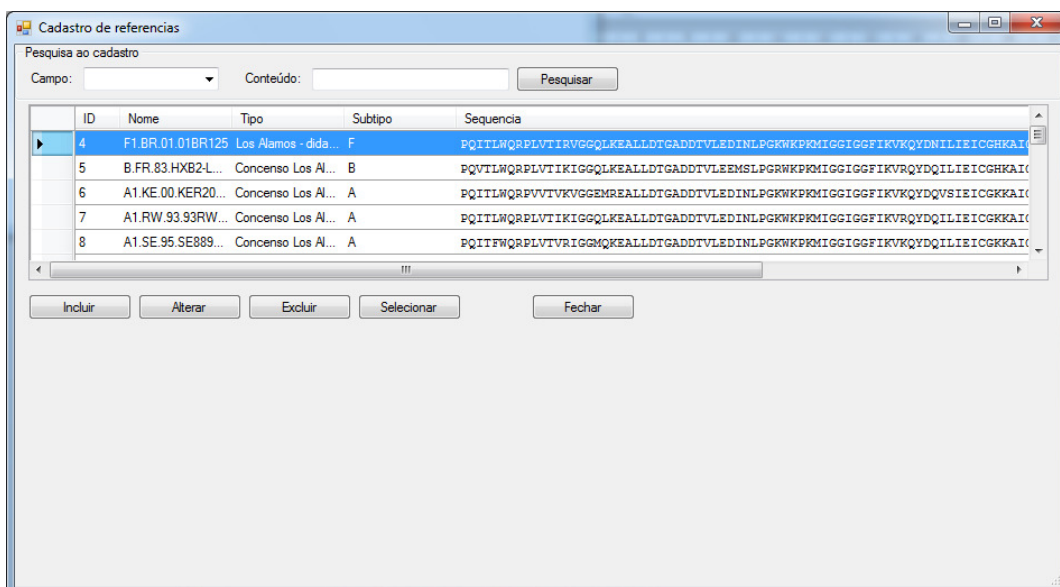 Cadastro de referencias
Pesquisa ao cadastro
Campo: Conteúdo: Pesquisar
ID Nome Tipo Subtipo Sequencia
4 F1.BR.01.01BR125 Los Alamos - dida... F PQITLWQRPLVTIRVGGQLKEALLDTGADDTVLEDINLPGKWKPKMIGGIGGFIKVKQYDNILIEICGHKAI
5 B.FR.83.HXB2-L... Concenso Los Al... B PQVTLWQRPLVTIKIGGQLKEALLDTGADDTVLEEMSLPGRWKPKMIGGIGGFIKVRQYDQILIEICGHKAI
6 A1.KE.00.KER20... Concenso Los Al... A PQITLWQRPVVTVKVGGEMREALLDTGADDTVLEDINLPGKWKPKMIGGIGGFIKVKQYDQVSIEICGKKAI
7 A1.RW.93.93RW... Concenso Los Al... A PQITLWQRPLVTIKIGGQLKEALLDTGADDTVLEDINLPGKWKPKMIGGIGGFIKVRQYDQILIEICGKKAI
8 A1.SE.95.SE889... Concenso Los Al... A PQITFWQRPLVTVRIGGMQKEALLDTGADDTVLEDINLPGKWKPKMIGGIGGFIKVKQYDQILIEICGKKAI
Incluir Alterar Excluir Selecionar Fechar